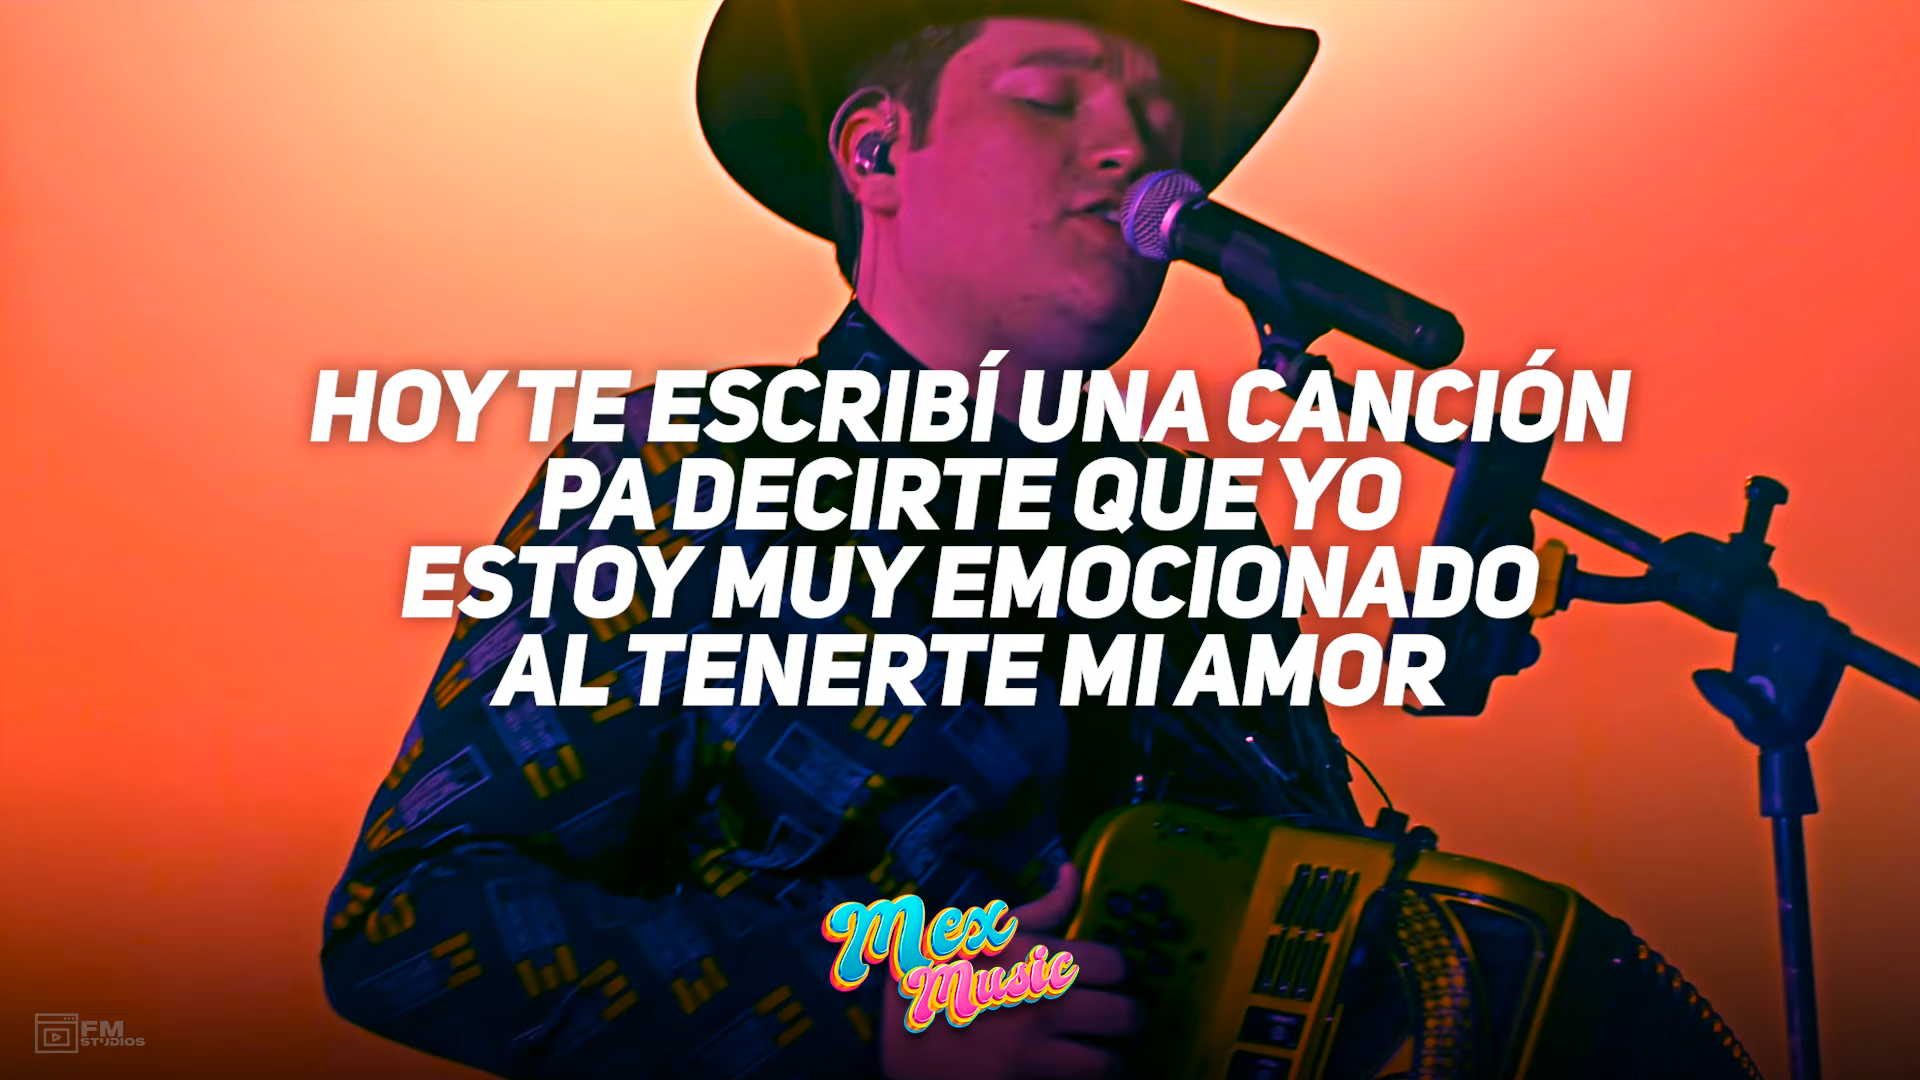 HOY TE ESCRIBÍ UNA CANCIÓN
PA DECIRTE QUE YO
ESTOY MUY EMOCIONADO
AL TENERTE MI AMOR
Mex
Music
FM
STUDIOS